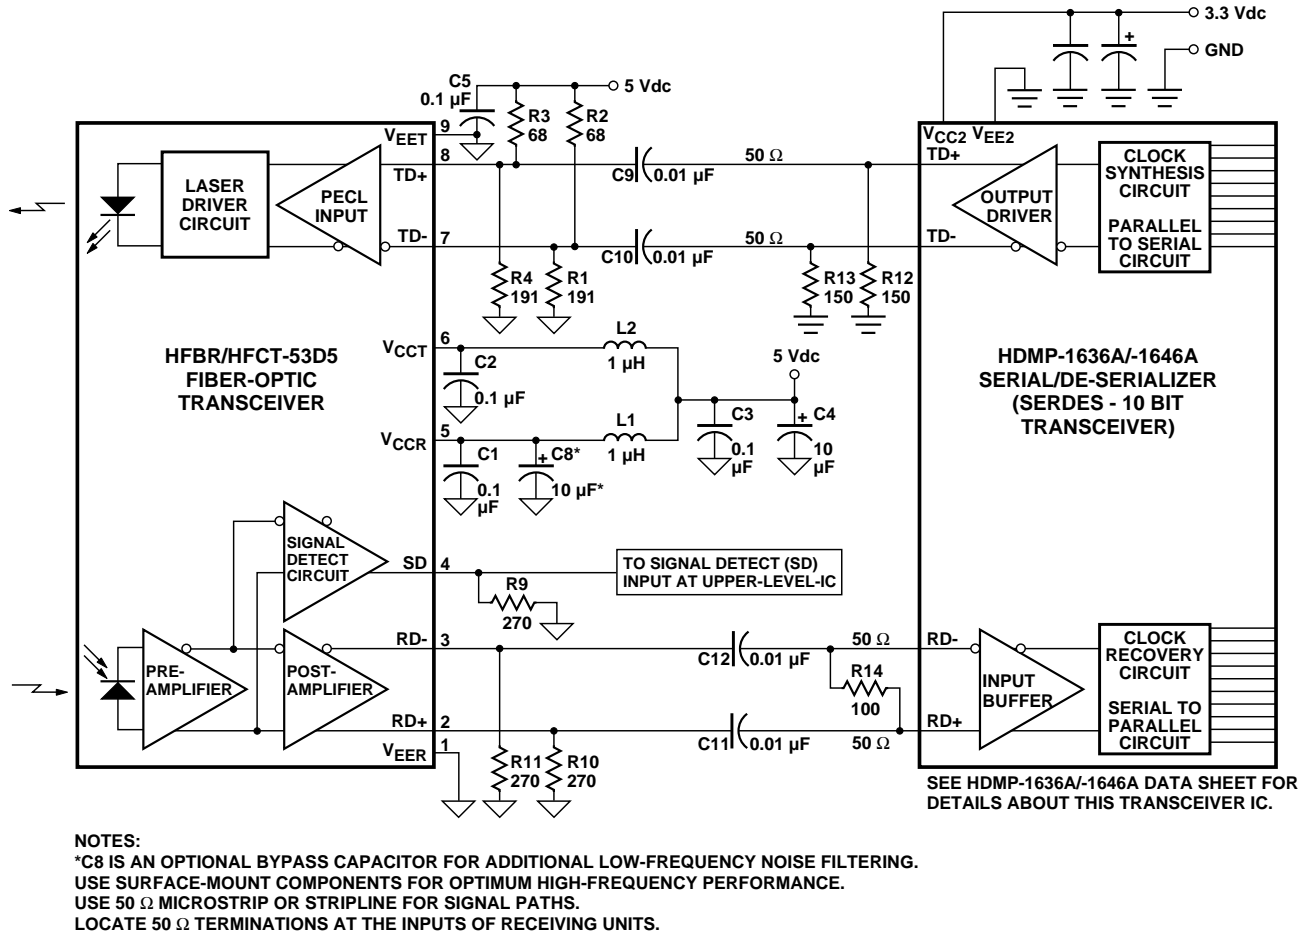 3.3 Vdc
GND
C5
0.1 µF
5 Vdc
R3
68
R2
68
9
VEET
8
TD+
LASER
DRIVER
CIRCUIT
PECL
INPUT
TD-
7
C9
0.01 µF
50 Ω
C10
0.01 µF
50 Ω
R4
191
R1
191
R13
150
R12
150
VCC2 VEE2
TD+
OUTPUT
DRIVER
TD-
CLOCK
SYNTHESIS
CIRCUIT
PARALLEL
TO SERIAL
CIRCUIT
HFBR/HFCT-53D5
FIBER-OPTIC
TRANSCEIVER
6
VCCT
C2
0.1 µF
L2
1 µH
5 Vdc
5
VCCR
C1
0.1
µF
+
C8*
10 µF*
L1
1 µH
C3
0.1
µF
+
C4
10
µF
+
HDMP-1636A/-1646A
SERIAL/DE-SERIALIZER
(SERDES - 10 BIT
TRANSCEIVER)
SIGNAL
DETECT
CIRCUIT
SD
4
R9
270
TO SIGNAL DETECT (SD)
INPUT AT UPPER-LEVEL-IC
PRE-
AMPLIFIER
POST-
AMPLIFIER
RD-
3
RD+
2
VEER
1
C12
0.01 µF
50 Ω
R14
100
C11
0.01 µF
50 Ω
R11
270
R10
270
RD-
INPUT
BUFFER
RD+
CLOCK
RECOVERY
CIRCUIT
SERIAL TO
PARALLEL
CIRCUIT
SEE HDMP-1636A/-1646A DATA SHEET FOR
DETAILS ABOUT THIS TRANSCEIVER IC.
NOTES:
*C8 IS AN OPTIONAL BYPASS CAPACITOR FOR ADDITIONAL LOW-FREQUENCY NOISE FILTERING.
USE SURFACE-MOUNT COMPONENTS FOR OPTIMUM HIGH-FREQUENCY PERFORMANCE.
USE 50 Ω MICROSTRIP OR STRIPLINE FOR SIGNAL PATHS.
LOCATE 50 Ω TERMINATIONS AT THE INPUTS OF RECEIVING UNITS.